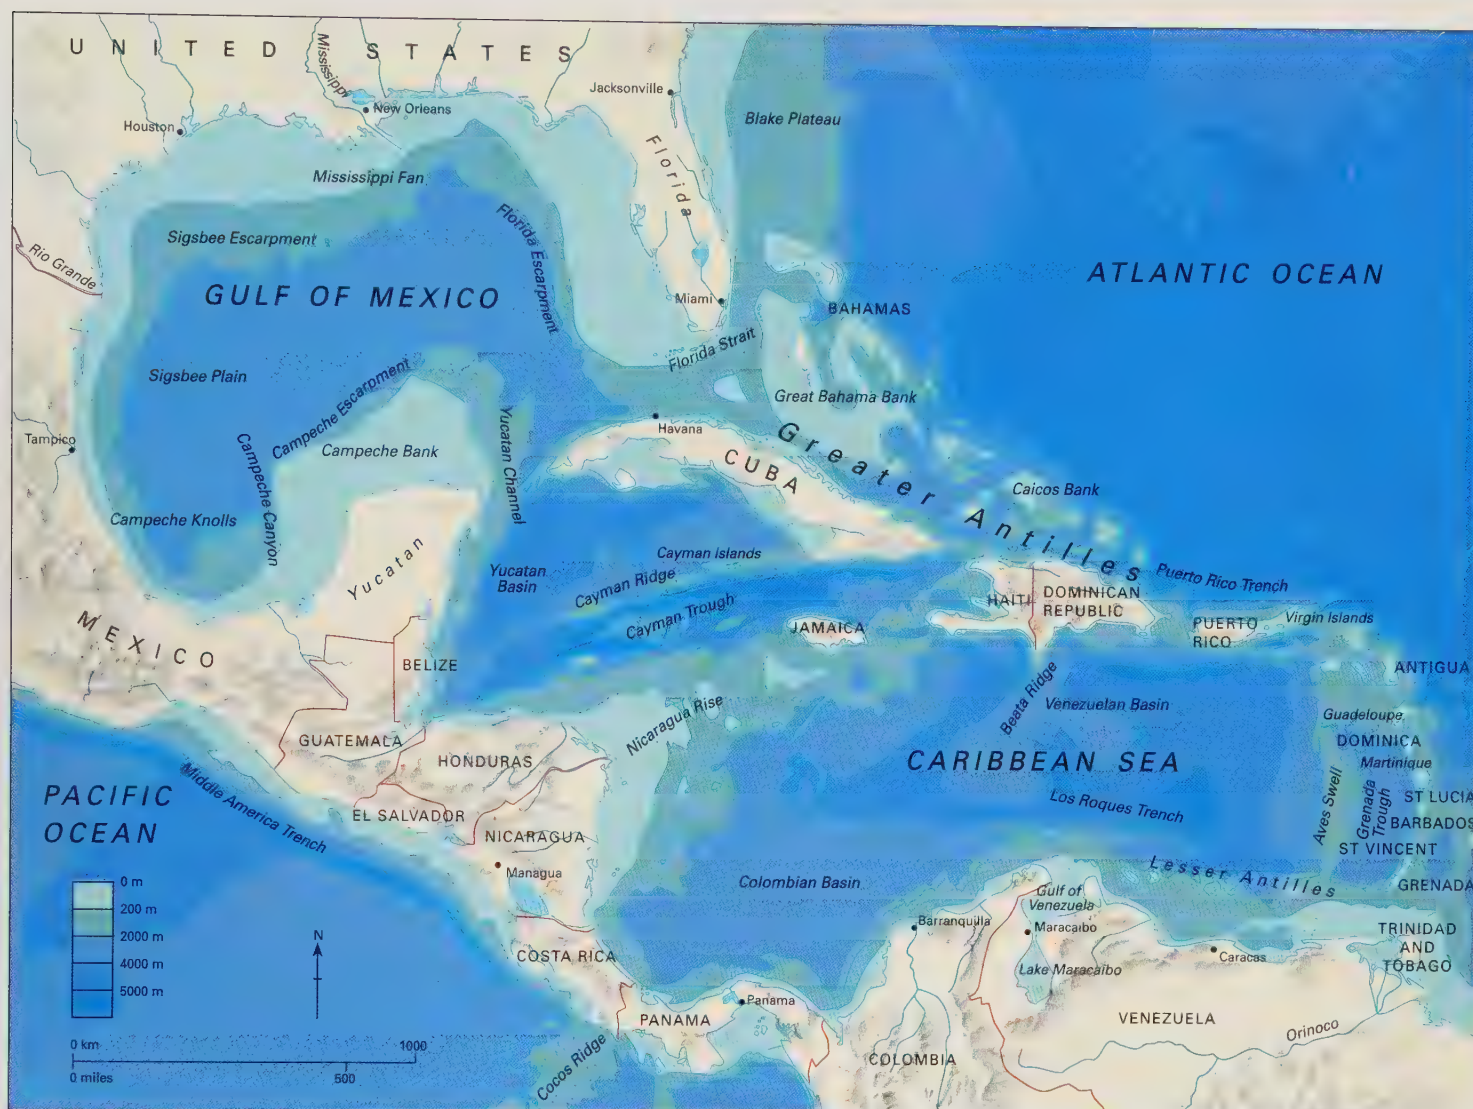 UNITED STATES
Mississippi
Jacksonville
New Orleans
Houston
Blake Plateau
Florida
Mississippi Fan
Sigsbee Escarpment
Florida Escarpment
Rio Grande
GULF OF MEXICO
ATLANTIC OCEAN
Miami
BAHAMAS
Florida Strait
Sigsbee Plain
Campeche Escarpment
Great Bahama Bank
Havana
Tampico
Campeche Canyon
Campeche Bank
Yucatan Channel
CUBA
Greater Antilles
Caicos Bank
Campeche Knolls
Yucatan
Yucatan
Basin
Cayman Islands
Cayman Ridge
Cayman Trough
Puerto Rico Trench
HAITI
DOMINICAN
REPUBLIC
JAMAICA
PUERTO
RICO
Virgin Islands
MEXICO
BELIZE
ANTIGUA
Beata Ridge
Venezuelan Basin
Nicaragua Rise
Guadeloupe
GUATEMALA
HONDURAS
DOMINICA
CARIBBEAN SEA
Martinique
Middle America Trench
PACIFIC
OCEAN
Los Roques Trench
Aves Swell
Grenada
Trough
ST LUCIA
BARBADOS
EL SALVADOR
NICARAGUA
ST VINCENT
Managua
Colombian Basin
Lesser Antilles
GRENADA
0 m
200 m
2000 m
4000 m
5000 m
N
Gulf of
Venezuela
Barranquilla
Maracaibo
Caracas
TRINIDAD
AND
TOBAGO
COSTA RICA
Lake Maracaibo
Panama
PANAMA
VENEZUELA
Orinoco
COLOMBIA
Cocos Ridge
0 km 1000
0 miles 500